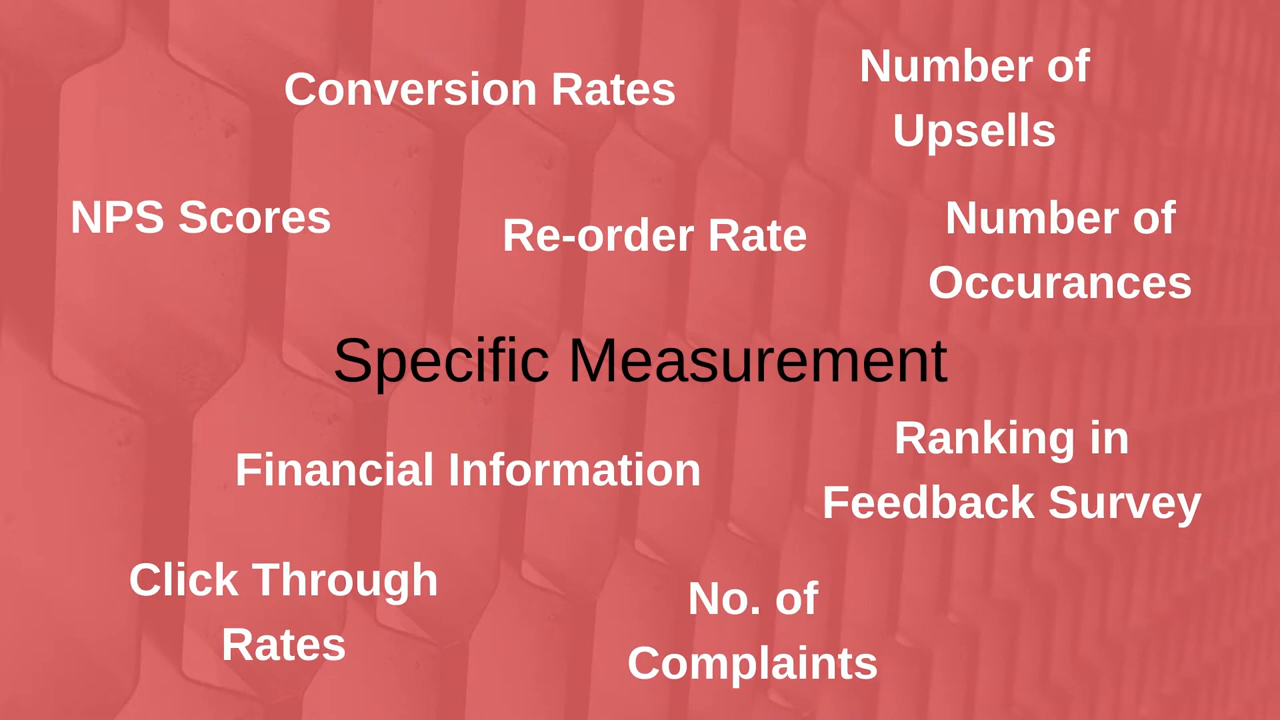 Conversion Rates
Number of
Upsells
NPS Scores
Re-order Rate
Number of
Occurances
Specific Measurement
Financial Information
Ranking in
Feedback Survey
Click Through
Rates
No. of
Complaints